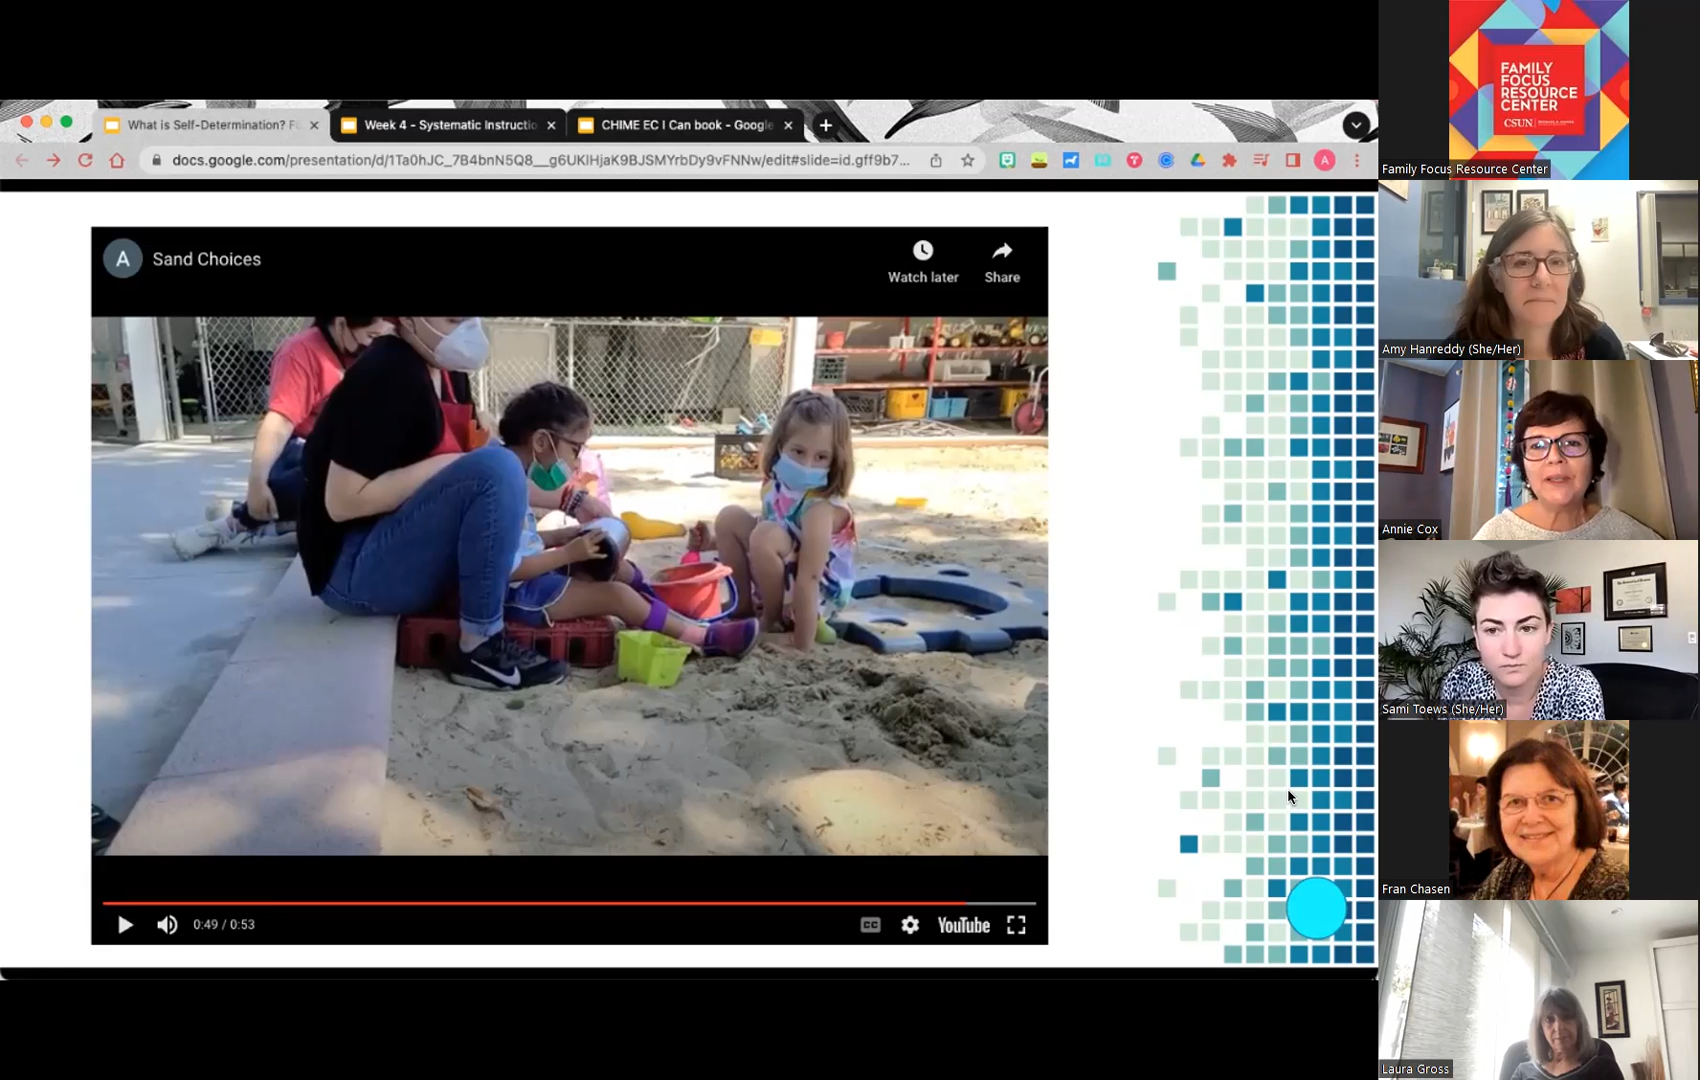 What is Self-Determination? F
Week 4 - Systematic Instructio
CHIME EC I Can book - Google
docs.google.com/presentation/d/1Ta0hJC_7B4bnN5Q8__g6UKlHjaK9BJSMYrbDy9vFNNw/edit#slide=id.gff9b7...
A
A Sand Choices
Watch later
Share
0:49 / 0:53
CC
YouTube
FAMILY
FOCUS
RESOURCE
CENTER
CSUN
Family Focus Resource Center
Amy Hanreddy (She/Her)
Annie Cox
Sami Toews (She/Her)
Fran Chasen
Laura Gross